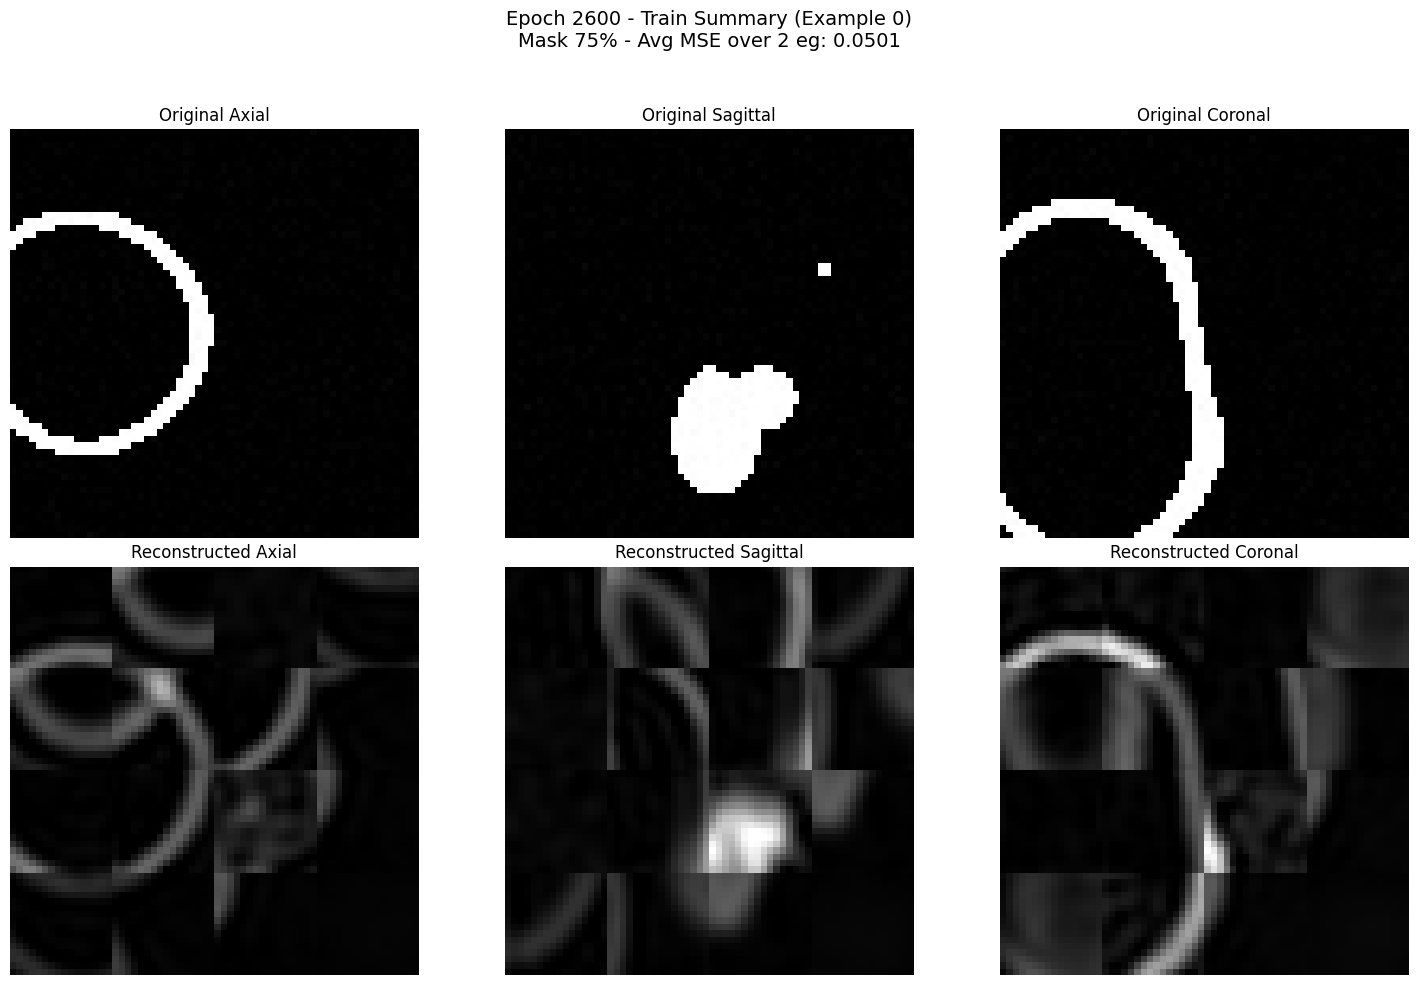 Epoch 2600 - Train Summary (Example 0)
Mask 75% - Avg MSE over 2 eg: 0.0501
Original Axial
Original Sagittal
Original Coronal
Reconstructed Axial
Reconstructed Sagittal
Reconstructed Coronal